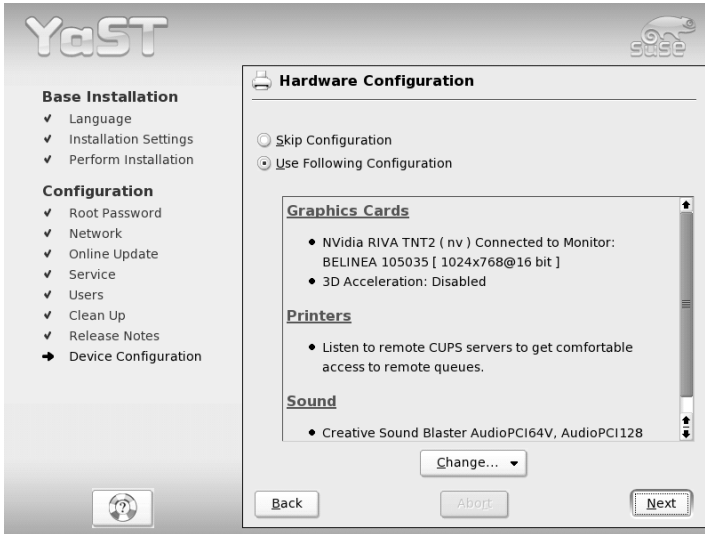 YaST
suse
Base Installation
Language
Installation Settings
Perform Installation
Configuration
Root Password
Network
Online Update
Service
Users
Clean Up
Release Notes
Device Configuration
Hardware Configuration
Skip Configuration
Use Following Configuration
Graphics Cards
NVidia RIVA TNT2 ( nv ) Connected to Monitor:
BELINEA 105035 [ 1024x768@16 bit ]
3D Acceleration: Disabled
Printers
Listen to remote CUPS servers to get comfortable
access to remote queues.
Sound
Creative Sound Blaster AudioPCI64V, AudioPCI128
Change...
Back
Abort
Next